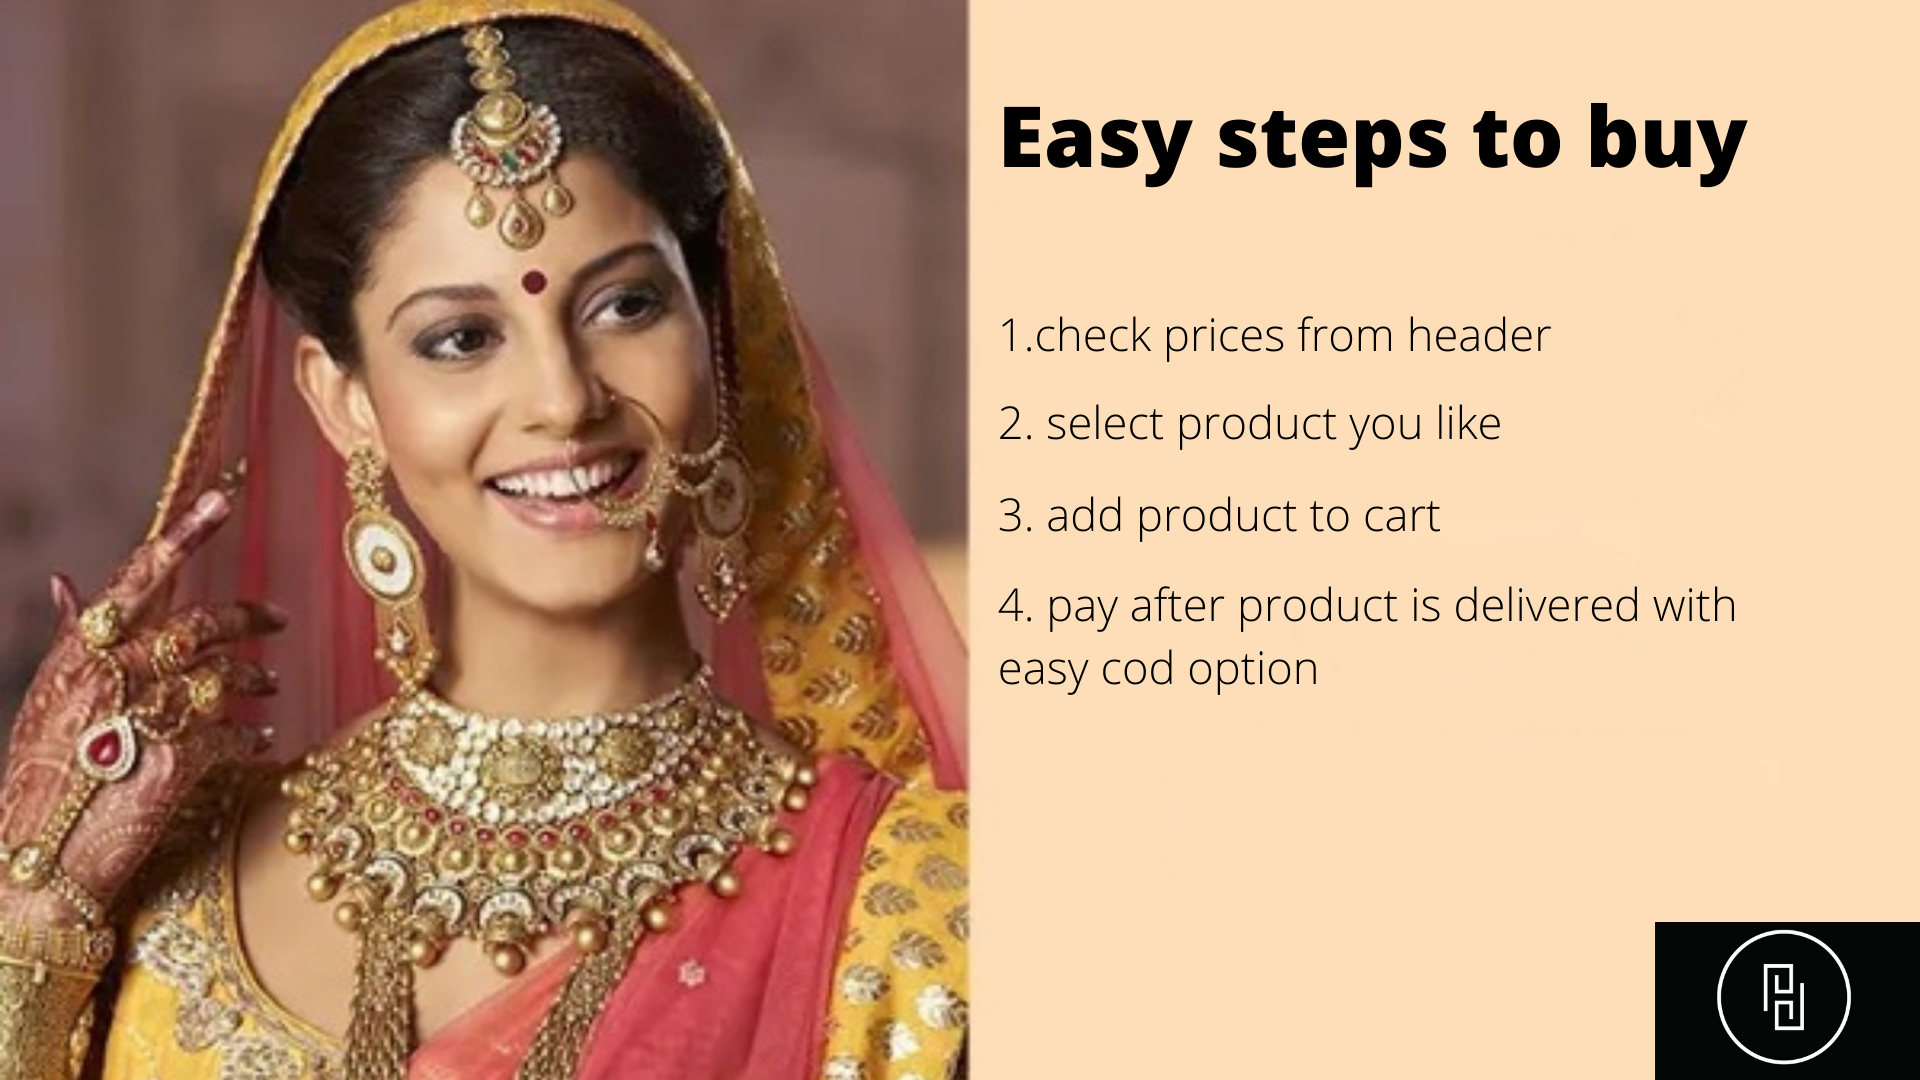 Easy steps to buy
1.check prices from header
2. select product you like
3. add product to cart
4. pay after product is delivered with
easy cod option